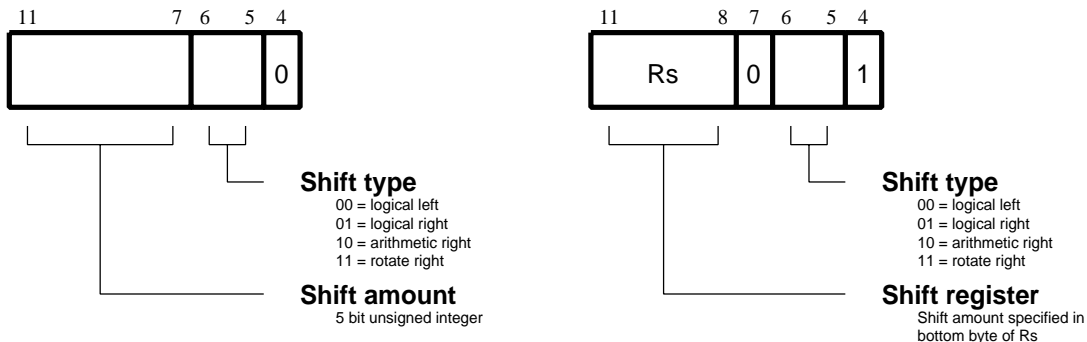 11 7 6 5 4
0
Shift type
00 = logical left
01 = logical right
10 = arithmetic right
11 = rotate right
Shift amount
5 bit unsigned integer
11 8 7 6 5 4
Rs 0 1
Shift type
00 = logical left
01 = logical right
10 = arithmetic right
11 = rotate right
Shift register
Shift amount specified in
bottom byte of Rs